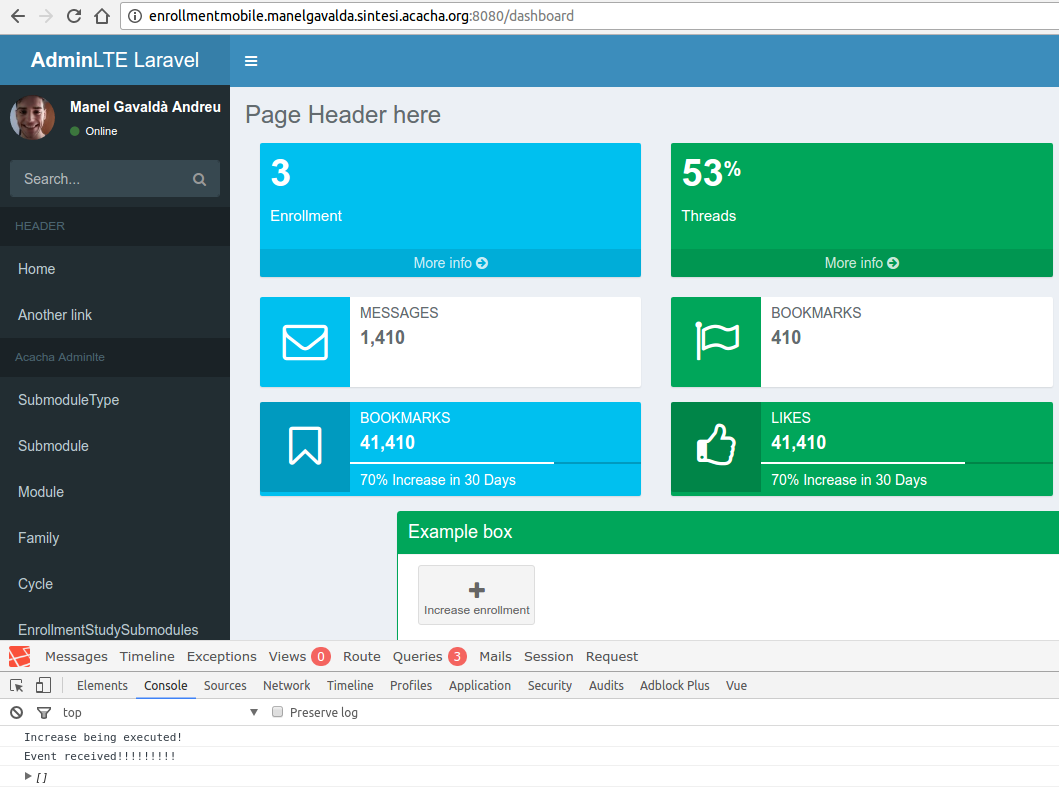 enrollmentmobile.manelgavalda.sintesi.acacha.org:8080/dashboard
AdminLTE Laravel
Manel Gavaldà Andreu
Online
Search...
HEADER
Home
Another link
Acacha Adminlte
SubmoduleType
Submodule
Module
Family
Cycle
EnrollmentStudySubmodules
Page Header here
3
Enrollment
More info
53%
Threads
More info
MESSAGES
1,410
BOOKMARKS
410
BOOKMARKS
41,410
70% Increase in 30 Days
LIKES
41,410
70% Increase in 30 Days
Example box
Increase enrollment
Messages Timeline Exceptions Views 0 Route Queries 3 Mails Session Request
Elements Console Sources Network Timeline Profiles Application Security Audits Adblock Plus Vue
top Preserve log
Increase being executed!
Event received!!!!!!!!!
[]